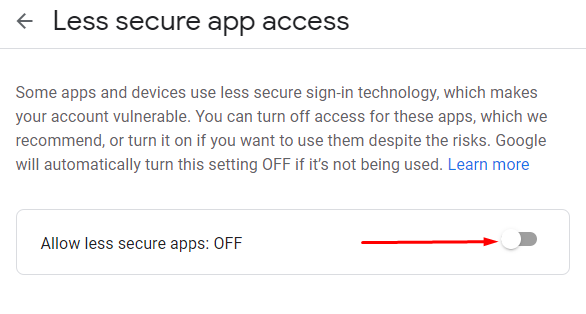 Less secure app access
Some apps and devices use less secure sign-in technology, which makes
your account vulnerable. You can turn off access for these apps, which we
recommend, or turn it on if you want to use them despite the risks. Google
will automatically turn this setting OFF if it's not being used. Learn more
Allow less secure apps: OFF